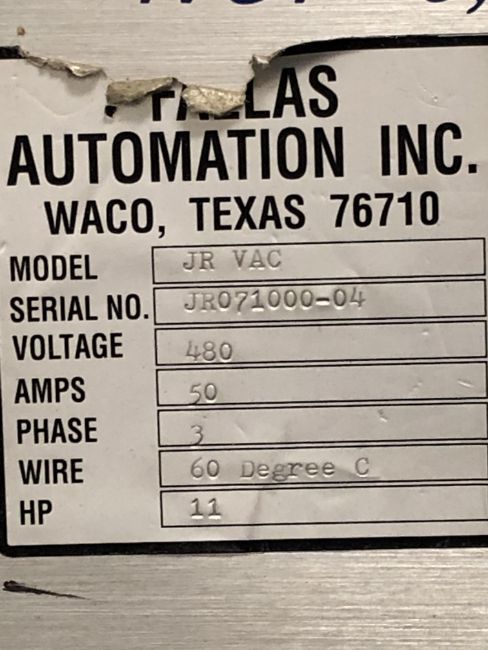 FALLAS
AUTOMATION INC.
WACO, TEXAS 76710
MODEL JR VAC
SERIAL NO. JR071000-04
VOLTAGE 480
AMPS 50
PHASE 3
WIRE 60 Degree C
HP 11